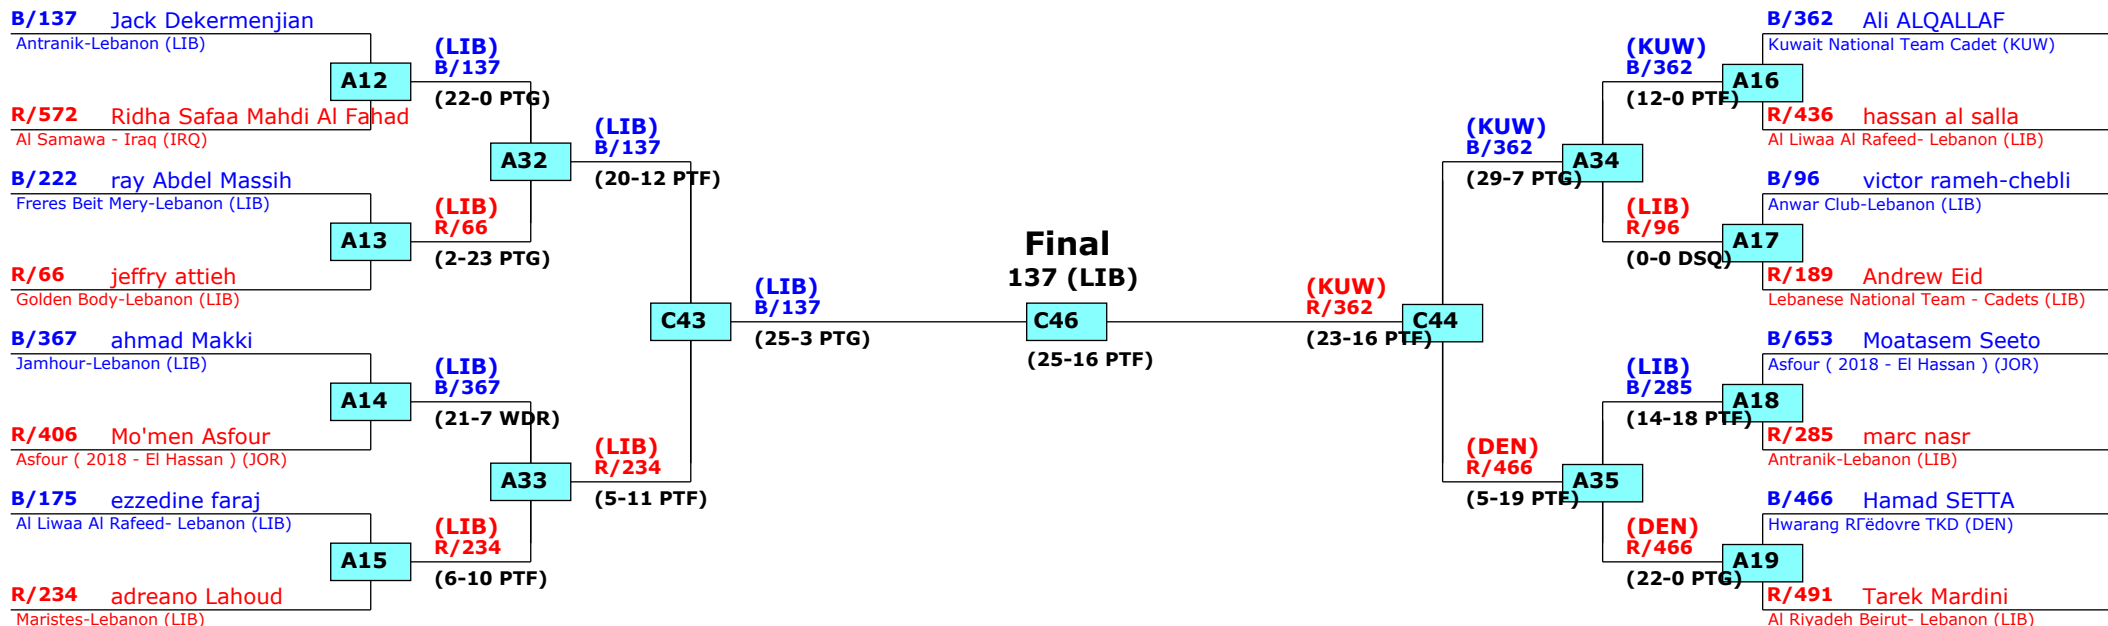 B/137 Jack Dekermenjian
Antranik-Lebanon (LIB)
A12
R/572 Ridha Safaa Mahdi Al Fahad
Al Samawa - Iraq (IRQ)
B/222 ray Abdel Massih
Freres Beit Mery-Lebanon (LIB)
A13
R/66 jeffry attieh
Golden Body-Lebanon (LIB)
B/367 ahmad Makki
Jamhour-Lebanon (LIB)
A14
R/406 Mo'men Asfour
Asfour ( 2018 - El Hassan ) (JOR)
B/175 ezzedine faraj
Al Liwaa Al Rafeed- Lebanon (LIB)
A15
R/234 adreano Lahoud
Maristes-Lebanon (LIB)
(LIB)
B/137
(22-0 PTG)
A32
(LIB)
R/66
(2-23 PTG)
(LIB)
B/367
(21-7 WDR)
A33
(LIB)
R/234
(6-10 PTF)
(LIB)
B/137
(20-12 PTF)
C43
(LIB)
R/234
(5-11 PTF)
(LIB)
B/137
(25-3 PTG)
Final
137 (LIB)
C46
(25-16 PTF)
(KUW)
R/362
(23-16 PTF)
C44
(KUW)
B/362
(29-7 PTG)
A34
(DEN)
R/466
(5-19 PTF)
A35
(KUW)
B/362
(12-0 PTF)
A16
(LIB)
R/96
(0-0 DSQ)
A17
(LIB)
B/285
(14-18 PTF)
A18
(DEN)
R/466
(22-0 PTG)
A19
B/362 Ali ALQALLAF
Kuwait National Team Cadet (KUW)
R/436 hassan al salla
Al Liwaa Al Rafeed- Lebanon (LIB)
B/96 victor rameh-chebli
Anwar Club-Lebanon (LIB)
R/189 Andrew Eid
Lebanese National Team - Cadets (LIB)
B/653 Moatasem Seeto
Asfour ( 2018 - El Hassan ) (JOR)
R/285 marc nasr
Antranik-Lebanon (LIB)
B/466 Hamad SETTA
Hwarang RГёdovre TKD (DEN)
R/491 Tarek Mardini
Al Riyadeh Beirut- Lebanon (LIB)